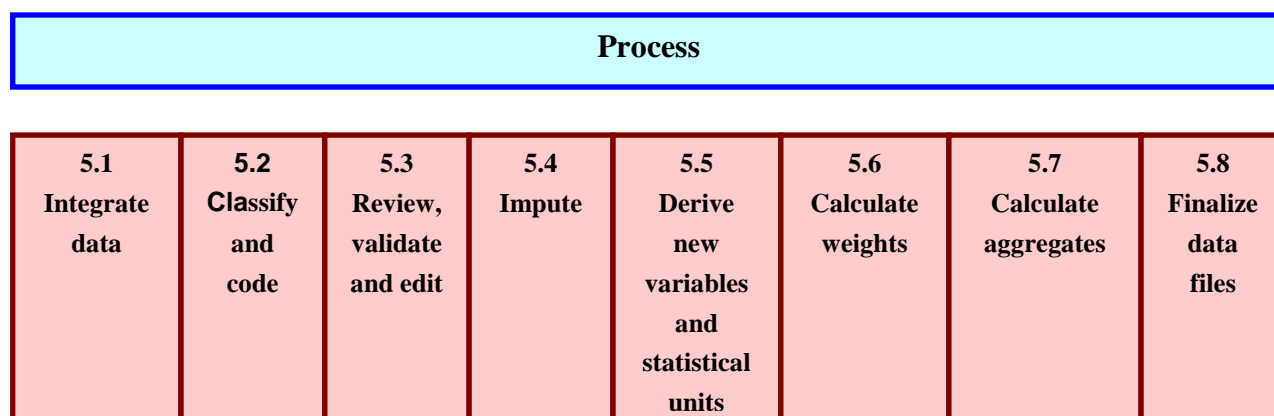 Process
5.1
Integrate
data
5.2
Classify
and
code
5.3
Review,
validate
and edit
5.4
Impute
5.5
Derive
new
variables
and
statistical
units
5.6
Calculate
weights
5.7
Calculate
aggregates
5.8
Finalize
data
files